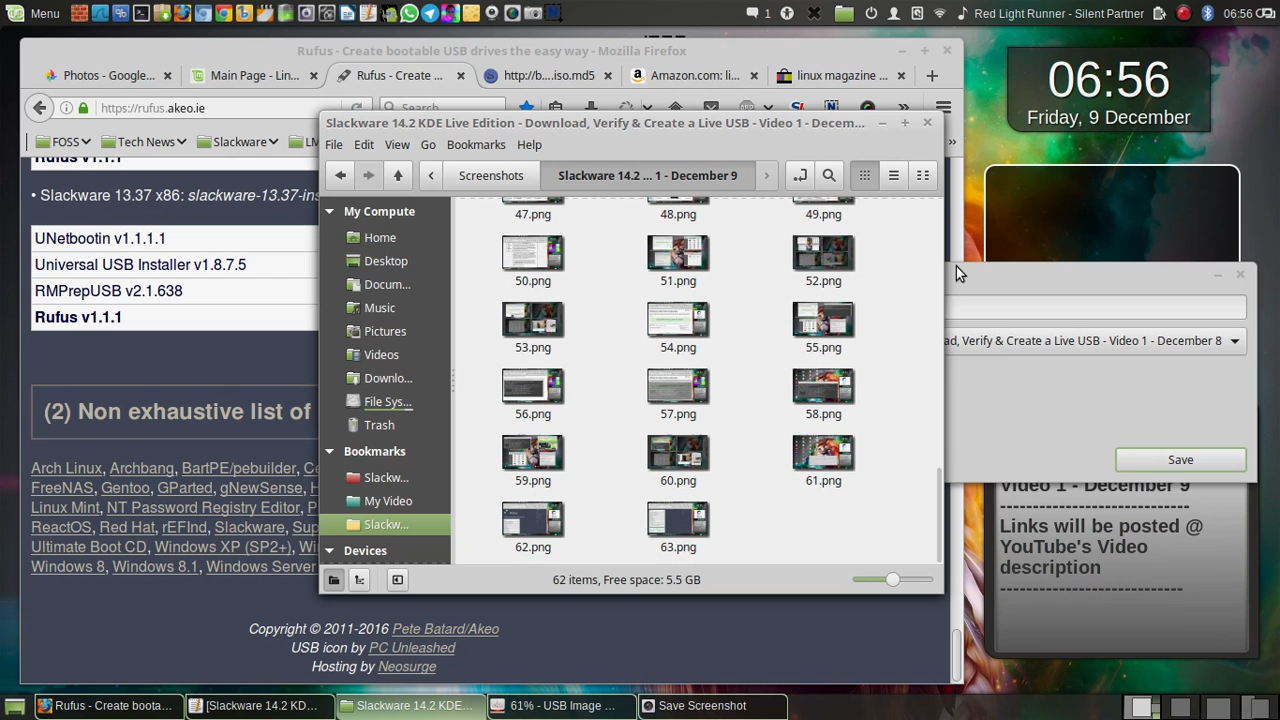 Menu
1
Red Light Runner - Silent Partner
06:56
Rufus - Create bootable USB drives the easy way - Mozilla Firefox
Photos - Google...
Main Page - Lin...
Rufus - Create ...
http://b....iso.md5
Amazon.com: li...
linux magazine ...
https://rufus.akeo.ie
Search
FOSS
Tech News
Slackware
LM
»
Rufus v1.1.1
• Slackware 13.37 x86: slackware-13.37-ins
UNetbootin v1.1.1.1
Universal USB Installer v1.8.7.5
RMPrepUSB v2.1.638
Rufus v1.1.1
(2) Non exhaustive list of
Arch Linux, Archbang, BartPE/pebuilder, Ce
FreeNAS, Gentoo, GParted, gNewSense, H
Linux Mint, NT Password Registry Editor, P
ReactOS, Red Hat, rEFInd, Slackware, Sup
Ultimate Boot CD, Windows XP (SP2+), Wi
Windows 8, Windows 8.1, Windows Server
Copyright © 2011-2016 Pete Batard/Akeo
USB icon by PC Unleashed
Hosting by Neosurge
Slackware 14.2 KDE Live Edition - Download, Verify & Create a Live USB - Video 1 - Decem...
File Edit View Go Bookmarks Help
Screenshots
Slackware 14.2 ... 1 - December 9
My Compute
Home
Desktop
Docum...
Music
Pictures
Videos
Downlo...
File Sys...
Trash
Bookmarks
Slackw...
My Video
Slackw...
Devices
47.png 48.png 49.png
50.png 51.png 52.png
53.png 54.png 55.png
56.png 57.png 58.png
59.png 60.png 61.png
62.png 63.png
62 items, Free space: 5.5 GB
06:56
Friday, 9 December
ad, Verify & Create a Live USB - Video 1 - December 8
Save
Video 1 - December 9
---------------------------
Links will be posted @
YouTube's Video
description
---------------------------
Rufus - Create boota...
[Slackware 14.2 KD...
Slackware 14.2 KDE...
61% - USB Image ...
Save Screenshot